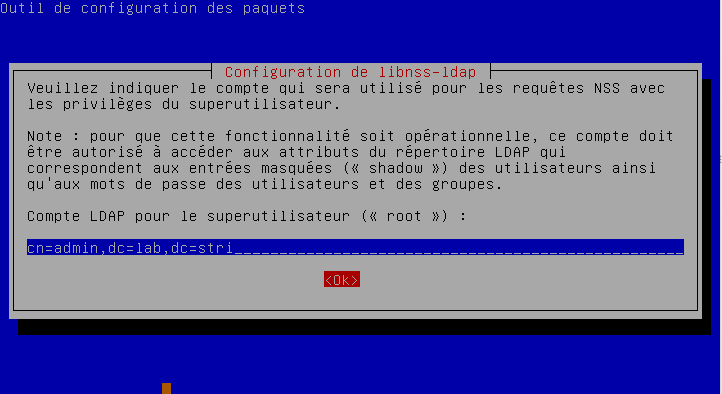 Outil de configuration des paquets
Configuration de libnss-ldap
Veuillez indiquer le compte qui sera utilisé pour les requêtes NSS avec
les privilèges du superutilisateur.
Note : pour que cette fonctionnalité soit opérationnelle, ce compte doit
être autorisé à accéder aux attributs du répertoire LDAP qui
correspondent aux entrées masquées (« shadow ») des utilisateurs ainsi
qu'aux mots de passe des utilisateurs et des groupes.
Compte LDAP pour le superutilisateur (« root ») :
cn=admin,dc=lab,dc=stri__________________________________________________
<Ok>